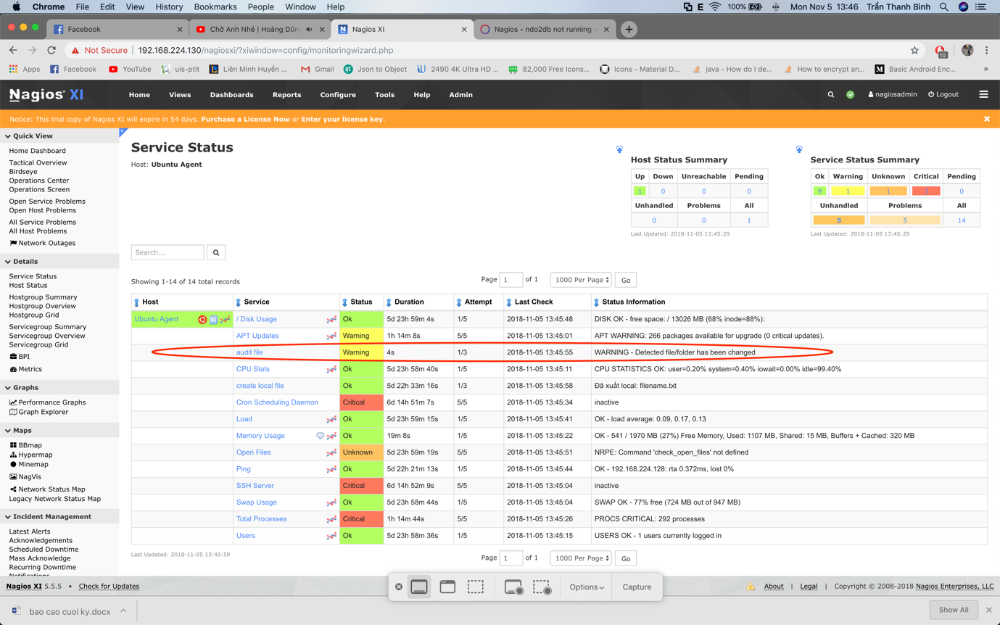 Chrome File Edit View History Bookmarks People Window Help
E 100% Mon Nov 5 13:46 Trần Thanh Bình
Facebook
Chờ Anh Nhé | Hoàng Dũng
Nagios XI
Nagios - ndo2db not running -
Not Secure | 192.168.224.130/nagiosxi/?xiwindow=config/monitoringwizard.php
10
Apps Facebook YouTube uis-ptit Liên Minh Huyền ... Gmail Json to Object 2490 4K Ultra HD ... 82,000 Free Icons... Icons - Material D... java - How do I de... How to encrypt an... Basic Android Enc... »
Nagios® XI Home Views Dashboards Reports Configure Tools Help Admin nagiosadmin Logout
Notice: This trial copy of Nagios XI will expire in 54 days. Purchase a License Now or Enter your license key.
Quick View
Home Dashboard
Tactical Overview
Birdseye
Operations Center
Operations Screen
Open Service Problems
Open Host Problems
All Service Problems
All Host Problems
Network Outages
Details
Service Status
Host Status
Hostgroup Summary
Hostgroup Overview
Hostgroup Grid
Servicegroup Summary
Servicegroup Overview
Servicegroup Grid
BPI
Metrics
Graphs
Performance Graphs
Graph Explorer
Maps
BBmap
Hypermap
Minemap
NagVis
Network Status Map
Legacy Network Status Map
Incident Management
Latest Alerts
Acknowledgements
Scheduled Downtime
Mass Acknowledge
Recurring Downtime
Notifications
Service Status
Host: Ubuntu Agent
Host Status Summary
Up Down Unreachable Pending
1 0 0 0
Unhandled Problems All
0 0 1
Last Updated: 2018-11-05 13:45:29
Service Status Summary
Ok Warning Unknown Critical Pending
9 1 1 3 0
Unhandled Problems All
5 5 14
Last Updated: 2018-11-05 13:45:29
Search...
Showing 1-14 of 14 total records
Page 1 of 1 1000 Per Page Go
Host Service Status Duration Attempt Last Check Status Information
Ubuntu Agent / Disk Usage Ok 5d 23h 59m 4s 1/5 2018-11-05 13:45:48 DISK OK - free space: / 13026 MB (68% inode=88%):
APT Updates Warning 1h 14m 8s 5/5 2018-11-05 13:45:01 APT WARNING: 266 packages available for upgrade (0 critical updates).
audit file Warning 4s 1/3 2018-11-05 13:45:55 WARNING - Detected file/folder has been changed
CPU Stats Ok 5d 23h 58m 40s 1/5 2018-11-05 13:45:11 CPU STATISTICS OK: user=0.20% system=0.40% iowait=0.00% idle=99.40%
create local file Ok 5d 22h 33m 16s 1/3 2018-11-05 13:45:58 Đã xuất local: filename.txt
Cron Scheduling Daemon Critical 6d 14h 51m 7s 5/5 2018-11-05 13:45:34 inactive
Load Ok 5d 23h 59m 15s 1/5 2018-11-05 13:45:41 OK - load average: 0.09, 0.17, 0.13
Memory Usage Ok 19m 8s 1/5 2018-11-05 13:45:22 OK - 541 / 1970 MB (27%) Free Memory, Used: 1107 MB, Shared: 15 MB, Buffers + Cached: 320 MB
Open Files Unknown 5d 23h 59m 19s 5/5 2018-11-05 13:45:51 NRPE: Command 'check_open_files' not defined
Ping Ok 5d 22h 21m 13s 1/5 2018-11-05 13:45:44 OK - 192.168.224.128: rta 0.372ms, lost 0%
SSH Server Critical 6d 14h 52m 9s 5/5 2018-11-05 13:45:04 inactive
Swap Usage Ok 5d 23h 58m 44s 1/5 2018-11-05 13:45:04 SWAP OK - 77% free (724 MB out of 947 MB)
Total Processes Critical 1h 14m 44s 5/5 2018-11-05 13:45:26 PROCS CRITICAL: 292 processes
Users Ok 5d 23h 58m 36s 1/5 2018-11-05 13:45:15 USERS OK - 1 users currently logged in
Last Updated: 2018-11-05 13:45:59
Page 1 of 1 1000 Per Page Go
Options Capture
Nagios XI 5.5.5 • Check for Updates
About | Legal | Copyright © 2008-2018 Nagios Enterprises, LLC
bao cao cuoi ky.docx
Show All